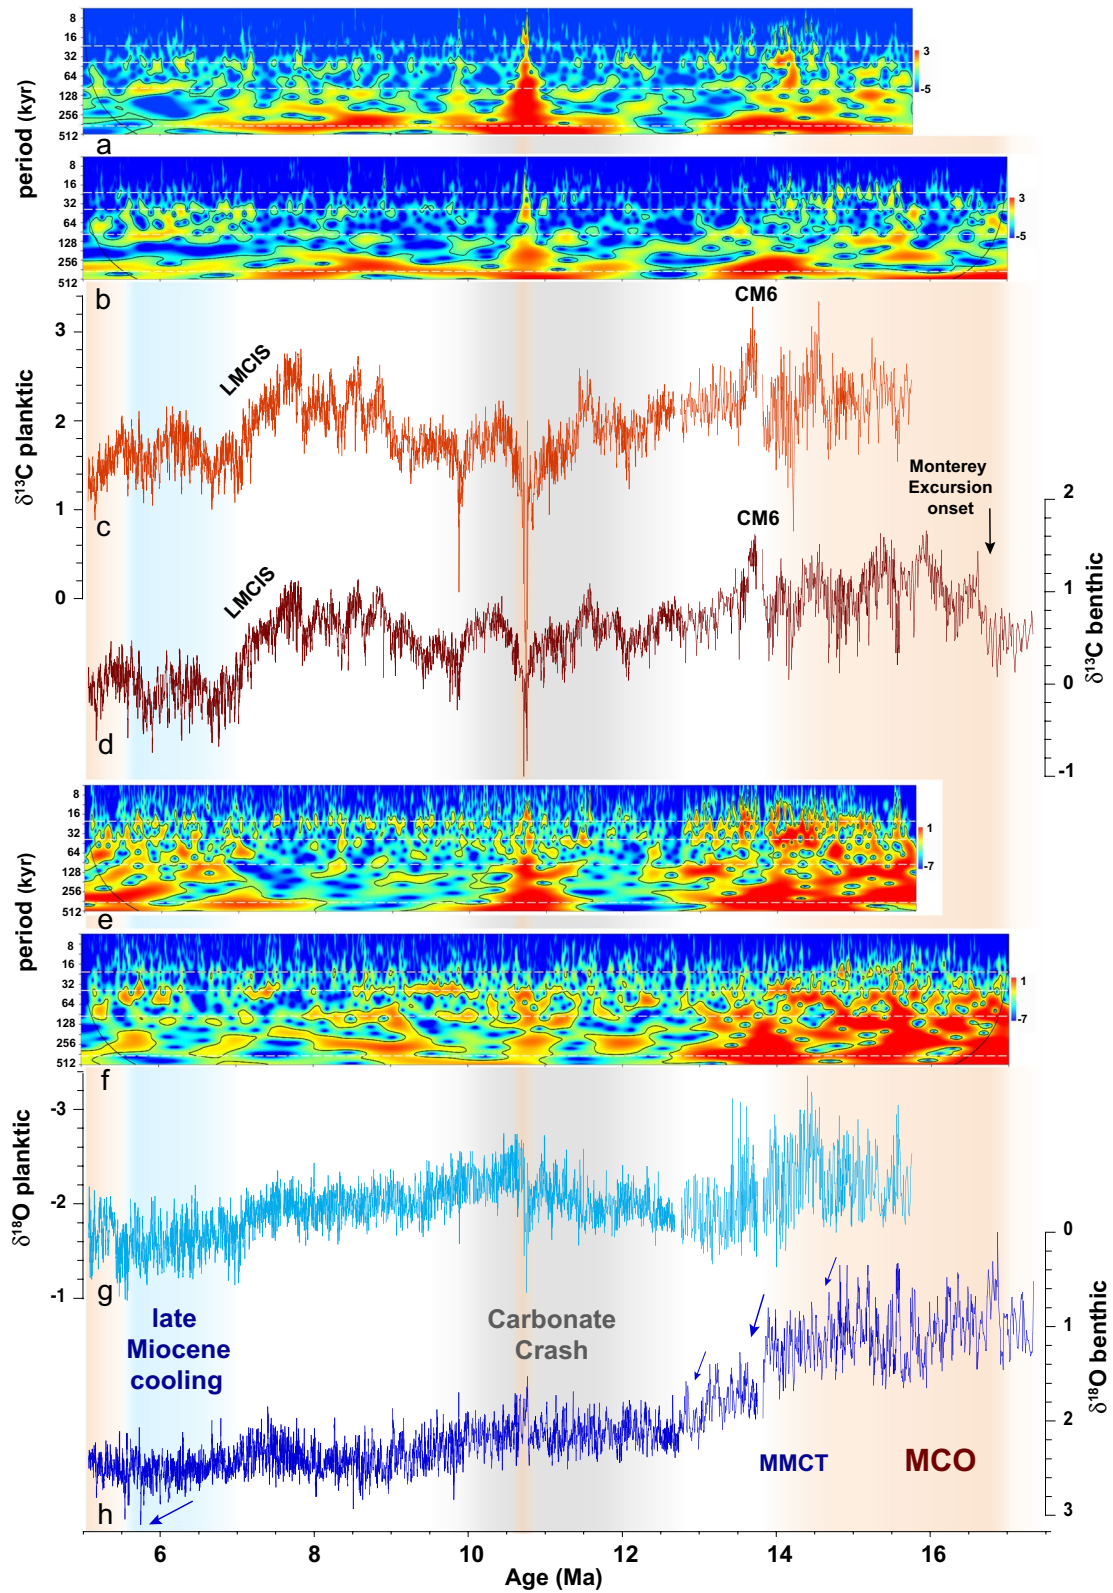 8
16
32
64
128
256
512
3
-5
period (kyr)
a
8
16
32
64
128
256
512
3
-5
b
CM6
3
LMCIS
2
δ13C planktic
Monterey
Excursion
onset
2
1
c
CM6
LMCIS
1
0
δ13C benthic
0
d
-1
8
16
32
64
128
256
512
1
-7
period (kyr)
e
8
16
32
64
128
256
512
1
-7
f
-3
δ18O planktic
-2
0
g
-1
late
Miocene
cooling
Carbonate
Crash
1
δ18O benthic
2
MMCT
MCO
h
3
6
8
10
12
14
16
Age (Ma)